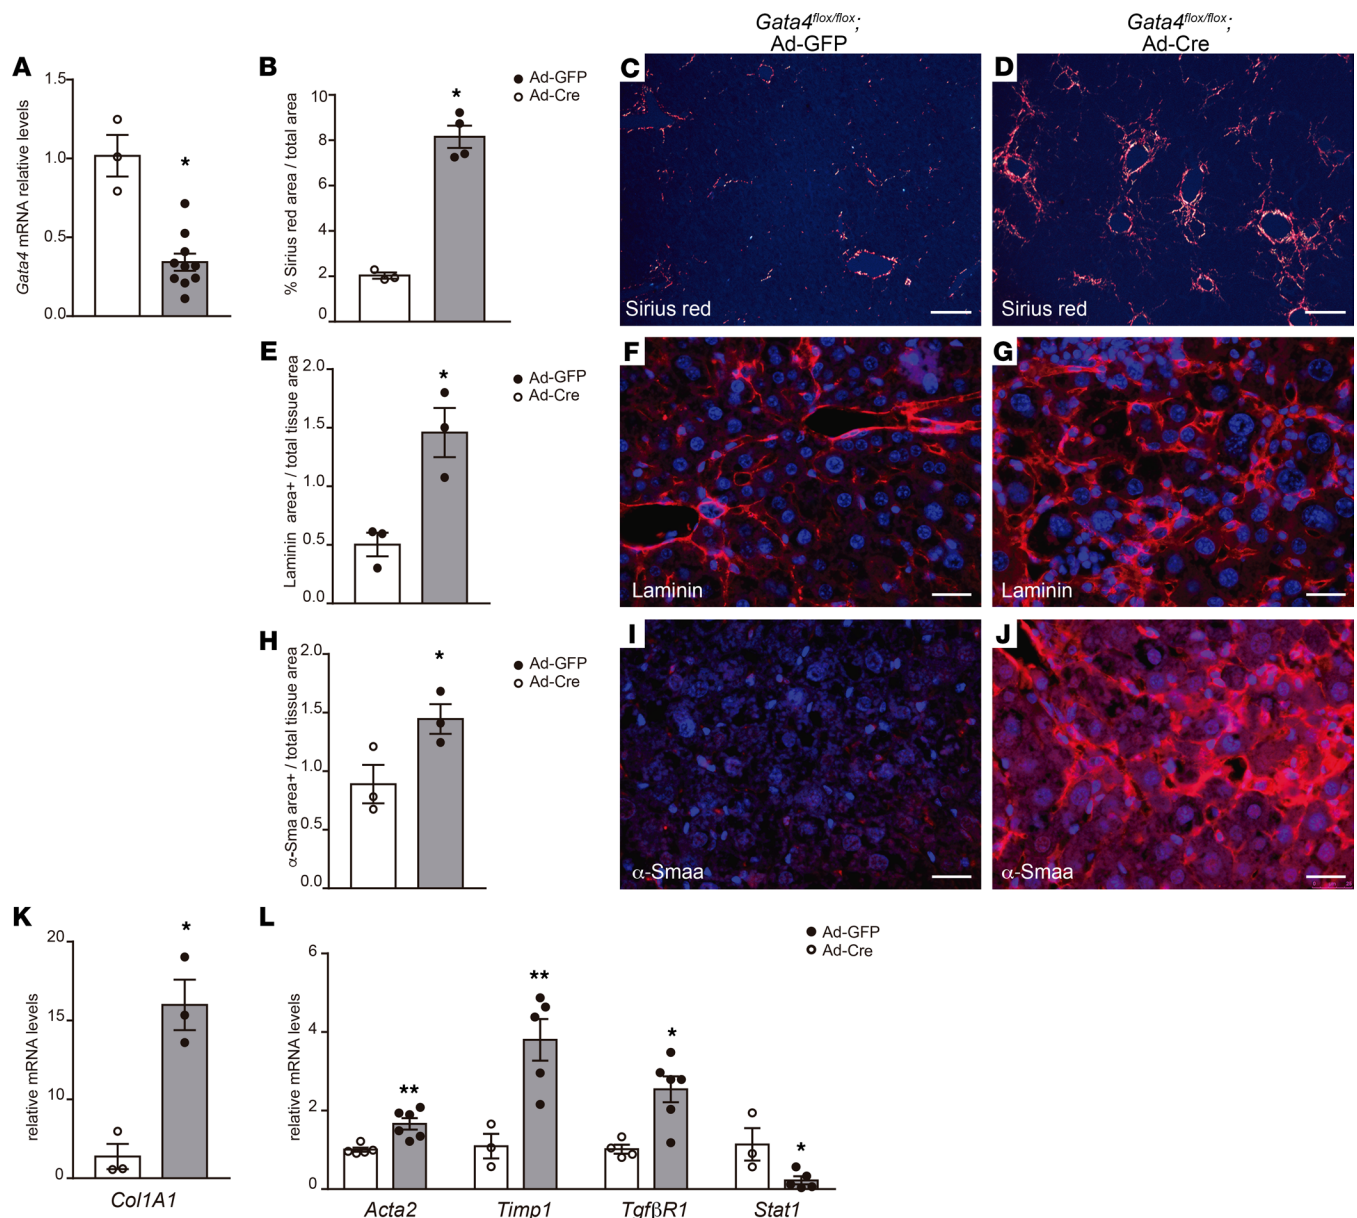 Gata4flox/flox;
Ad-GFP
Gata4flox/flox;
Ad-Cre
A
Gata4 mRNA relative levels
1.5
1.0
0.5
0.0
*
B
Ad-GFP
Ad-Cre
% Sirius red area / total area
10
8
6
4
2
0
*
C
Sirius red
D
Sirius red
E
Ad-GFP
Ad-Cre
Laminin area+ / total tissue area
2.0
1.5
1.0
0.5
0.0
*
F
Laminin
G
Laminin
H
Ad-GFP
Ad-Cre
α-Sma area+ / total tissue area
2.0
1.5
1.0
0.5
0.0
*
I
α-Smaa
J
α-Smaa
K
relative mRNA levels
20
15
10
0
*
Col1A1
L
Ad-GFP
Ad-Cre
relative mRNA levels
6
4
2
0
**
**
*
*
Acta2
Timp1
TgfβR1
Stat1